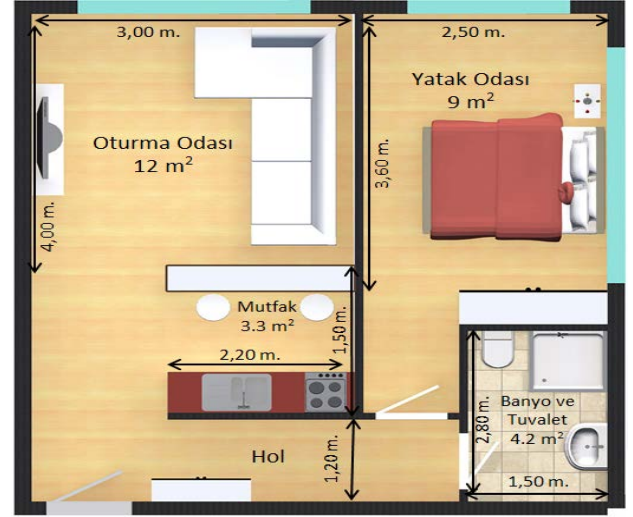 3,00 m.
2,50 m.
Yatak Odası
9 m²
Oturma Odası
12 m²
3,60 m.
4,00 m.
Mutfak
3.3 m²
1,50 m.
2,20 m.
Banyo ve
Tuvalet
4.2 m²
2,80 m.
Hol
1,20 m.
1,50 m.